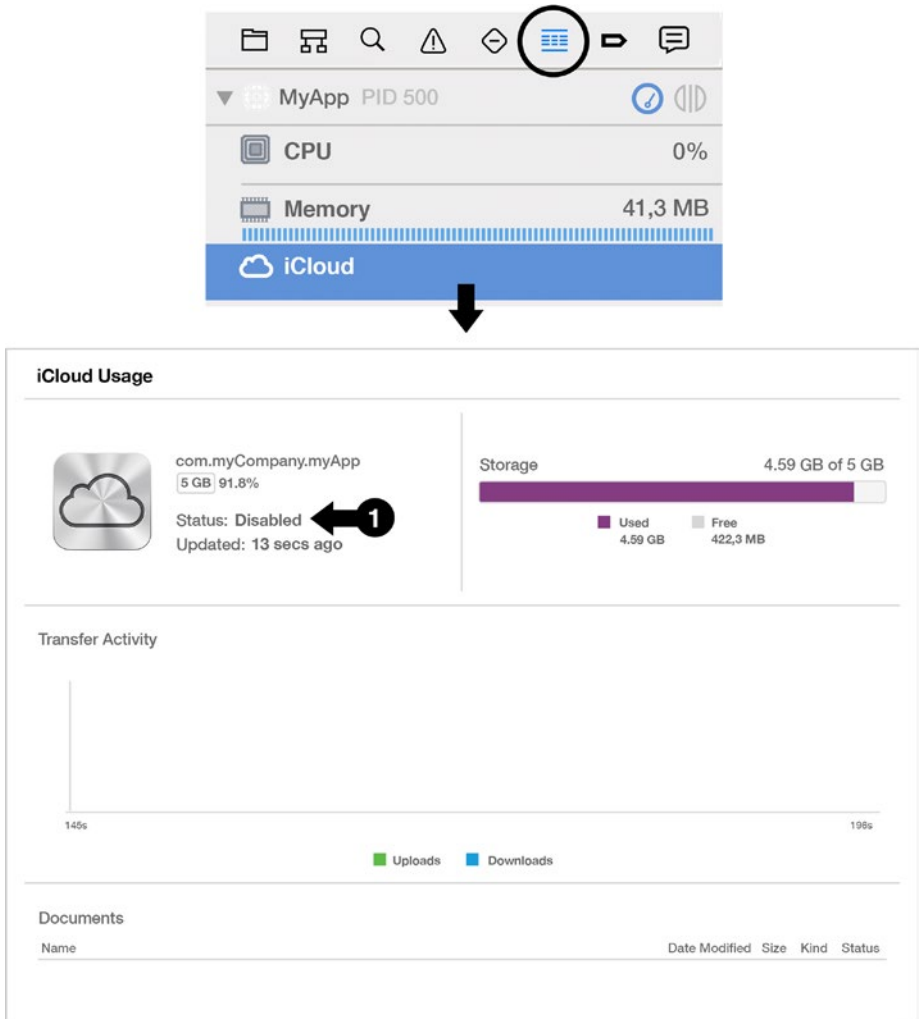 MyApp PID 500
CPU 0%
Memory 41,3 MB
iCloud
iCloud Usage
com.myCompany.myApp
5 GB 91.8%
Status: Disabled 1
Updated: 13 secs ago
Storage 4.59 GB of 5 GB
Used Free
4.59 GB 422,3 MB
Transfer Activity
145s 196s
Uploads Downloads
Documents
Name Date Modified Size Kind Status